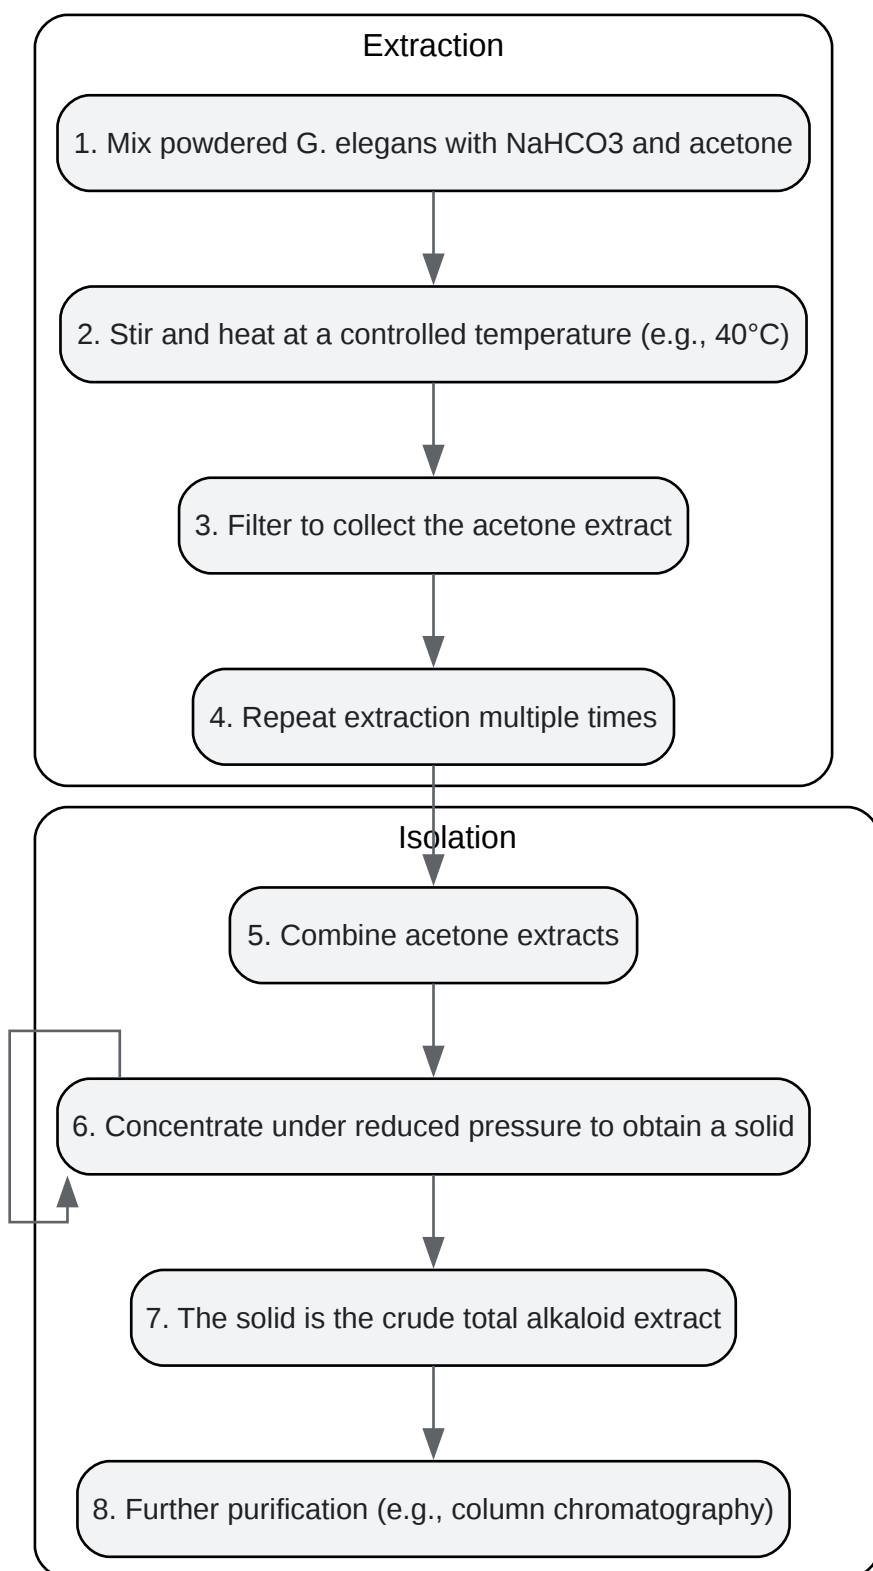 Extraction
1. Mix powdered G. elegans with NaHCO3 and acetone
2. Stir and heat at a controlled temperature (e.g., 40°C)
3. Filter to collect the acetone extract
4. Repeat extraction multiple times
Isolation
5. Combine acetone extracts
6. Concentrate under reduced pressure to obtain a solid
7. The solid is the crude total alkaloid extract
8. Further purification (e.g., column chromatography)